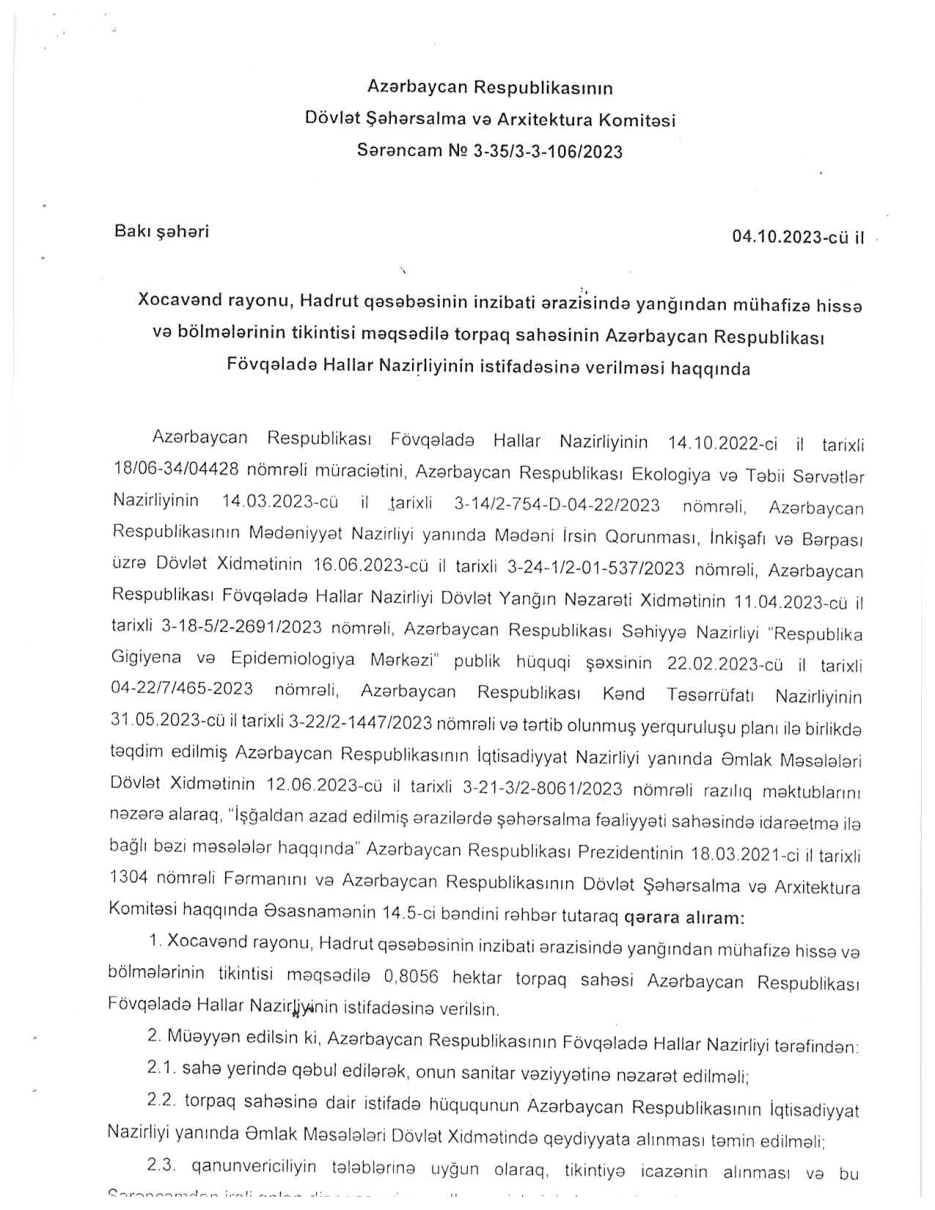 Azərbaycan Respublikasının
Dövlət Şəhərsalma və Arxitektura Komitəsi
Sərəncam № 3-35/3-3-106/2023
Bakı şəhəri
04.10.2023-cü il
Xocavənd rayonu, Hadrut qəsəbəsinin inzibati ərazisində yanğından mühafizə hissə
və bölmələrinin tikintisi məqsədilə torpaq sahəsinin Azərbaycan Respublikası
Fövqəladə Hallar Nazirliyinin istifadəsinə verilməsi haqqında
Azərbaycan Respublikası Fövqəladə Hallar Nazirliyinin 14.10.2022-ci il tarixli
18/06-34/04428 nömrəli müraciətini, Azərbaycan Respublikası Ekologiya və Təbii Sərvətlər
Nazirliyinin 14.03.2023-cü il tarixli 3-14/2-754-D-04-22/2023 nömrəli, Azərbaycan
Respublikasının Mədəniyyət Nazirliyi yanında Mədəni İrsin Qorunması, İnkişafı və Bərpası
üzrə Dövlət Xidmətinin 16.06.2023-cü il tarixli 3-24-1/2-01-537/2023 nömrəli, Azərbaycan
Respublikası Fövqəladə Hallar Nazirliyi Dövlət Yanğın Nəzarəti Xidmətinin 11.04.2023-cü il
tarixli 3-18-5/2-2691/2023 nömrəli, Azərbaycan Respublikası Səhiyyə Nazirliyi “Respublika
Gigiyena və Epidemiologiya Mərkəzi” publik hüquqi şəxsinin 22.02.2023-cü il tarixli
04-22/7/465-2023 nömrəli, Azərbaycan Respublikası Kənd Təsərrüfatı Nazirliyinin
31.05.2023-cü il tarixli 3-22/2-1447/2023 nömrəli və tərtib olunmuş yerquruluşu planı ilə birlikdə
təqdim edilmiş Azərbaycan Respublikasının İqtisadiyyat Nazirliyi yanında Əmlak Məsələləri
Dövlət Xidmətinin 12.06.2023-cü il tarixli 3-21-3/2-8061/2023 nömrəli razılıq məktublarını
nəzərə alaraq, “İşğaldan azad edilmiş ərazilərdə şəhərsalma fəaliyyəti sahəsində idarəetmə ilə
bağlı bəzi məsələlər haqqında” Azərbaycan Respublikası Prezidentinin 18.03.2021-ci il tarixli
1304 nömrəli Fərmanını və Azərbaycan Respublikasının Dövlət Şəhərsalma və Arxitektura
Komitəsi haqqında Əsasnamənin 14.5-ci bəndini rəhbər tutaraq qərara alıram:
1. Xocavənd rayonu, Hadrut qəsəbəsinin inzibati ərazisində yanğından mühafizə hissə və
bölmələrinin tikintisi məqsədilə 0,8056 hektar torpaq sahəsi Azərbaycan Respublikası
Fövqəladə Hallar Nazirliyinin istifadəsinə verilsin.
2. Müəyyən edilsin ki, Azərbaycan Respublikasının Fövqəladə Hallar Nazirliyi tərəfindən:
2.1. sahə yerində qəbul edilərək, onun sanitar vəziyyətinə nəzarət edilməli;
2.2. torpaq sahəsinə dair istifadə hüququnun Azərbaycan Respublikasının İqtisadiyyat
Nazirliyi yanında Əmlak Məsələləri Dövlət Xidmətində qeydiyyata alınması təmin edilməli;
2.3. qanunvericiliyin tələblərinə uyğun olaraq, tikintiyə icazənin alınması və bu